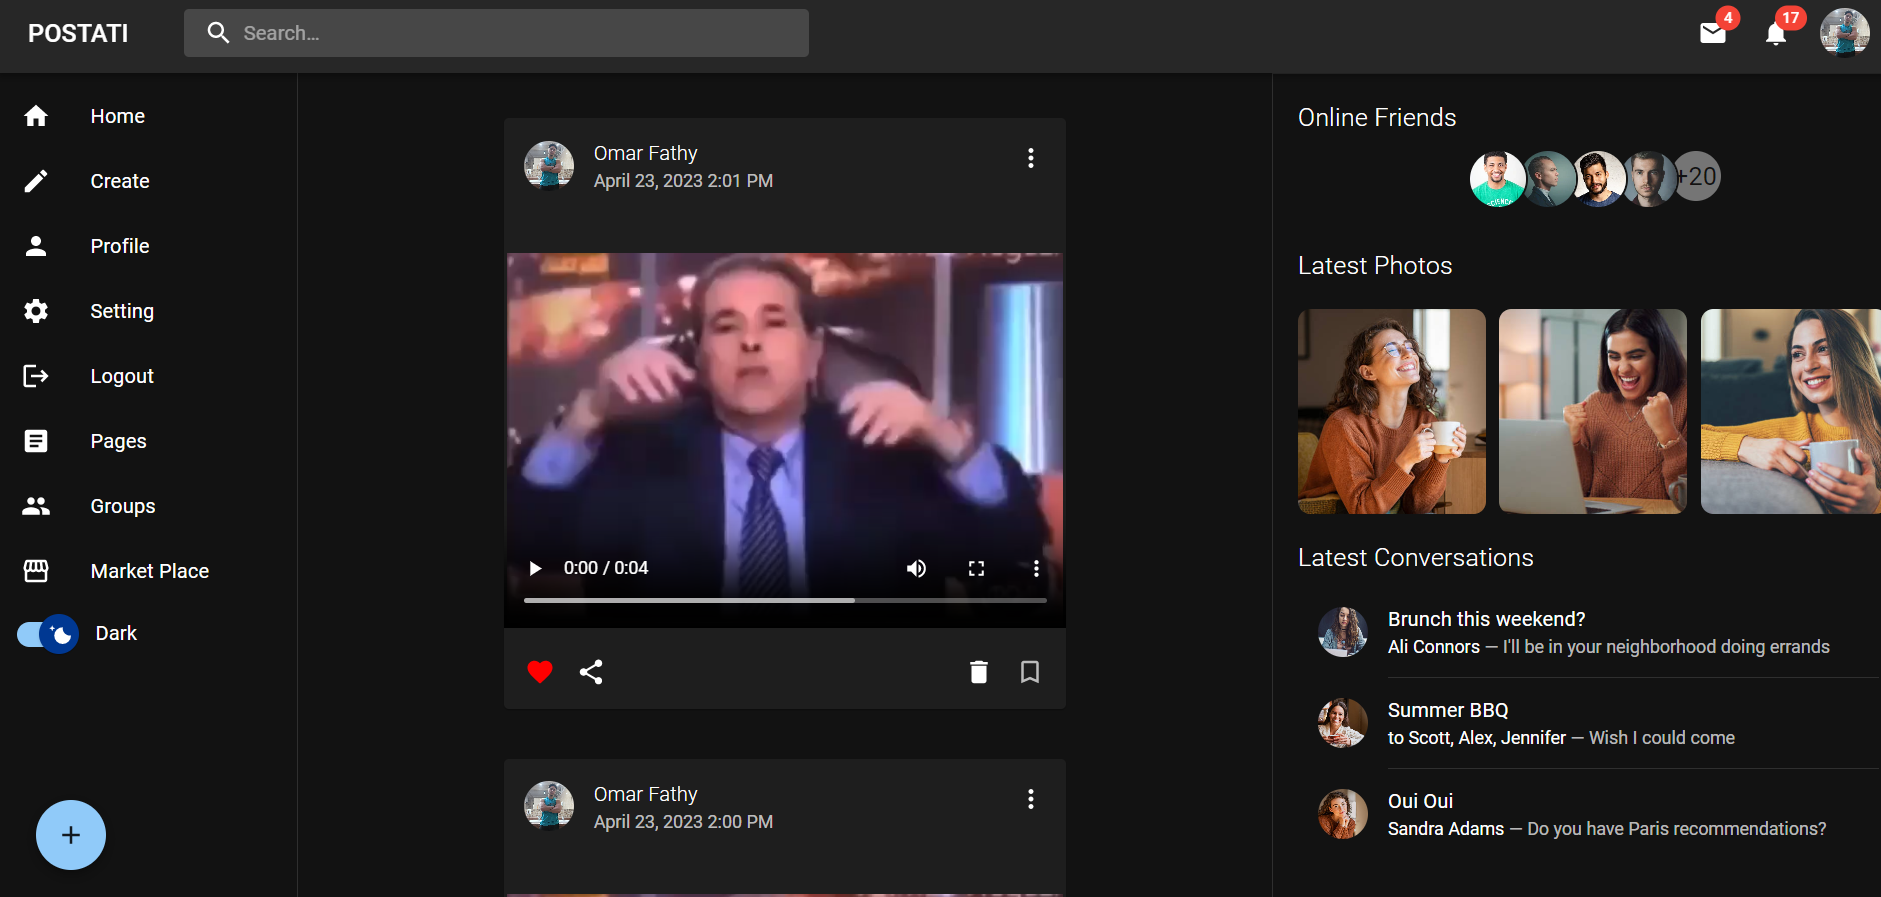 POSTATI
Search...
4
17
Home
Create
Profile
Setting
Logout
Pages
Groups
Market Place
Dark
+
Omar Fathy
April 23, 2023 2:01 PM
0:00 / 0:04
Omar Fathy
April 23, 2023 2:00 PM
Online Friends
+20
Latest Photos
Latest Conversations
Brunch this weekend?
Ali Connors — I'll be in your neighborhood doing errands
Summer BBQ
to Scott, Alex, Jennifer — Wish I could come
Oui Oui
Sandra Adams — Do you have Paris recommendations?